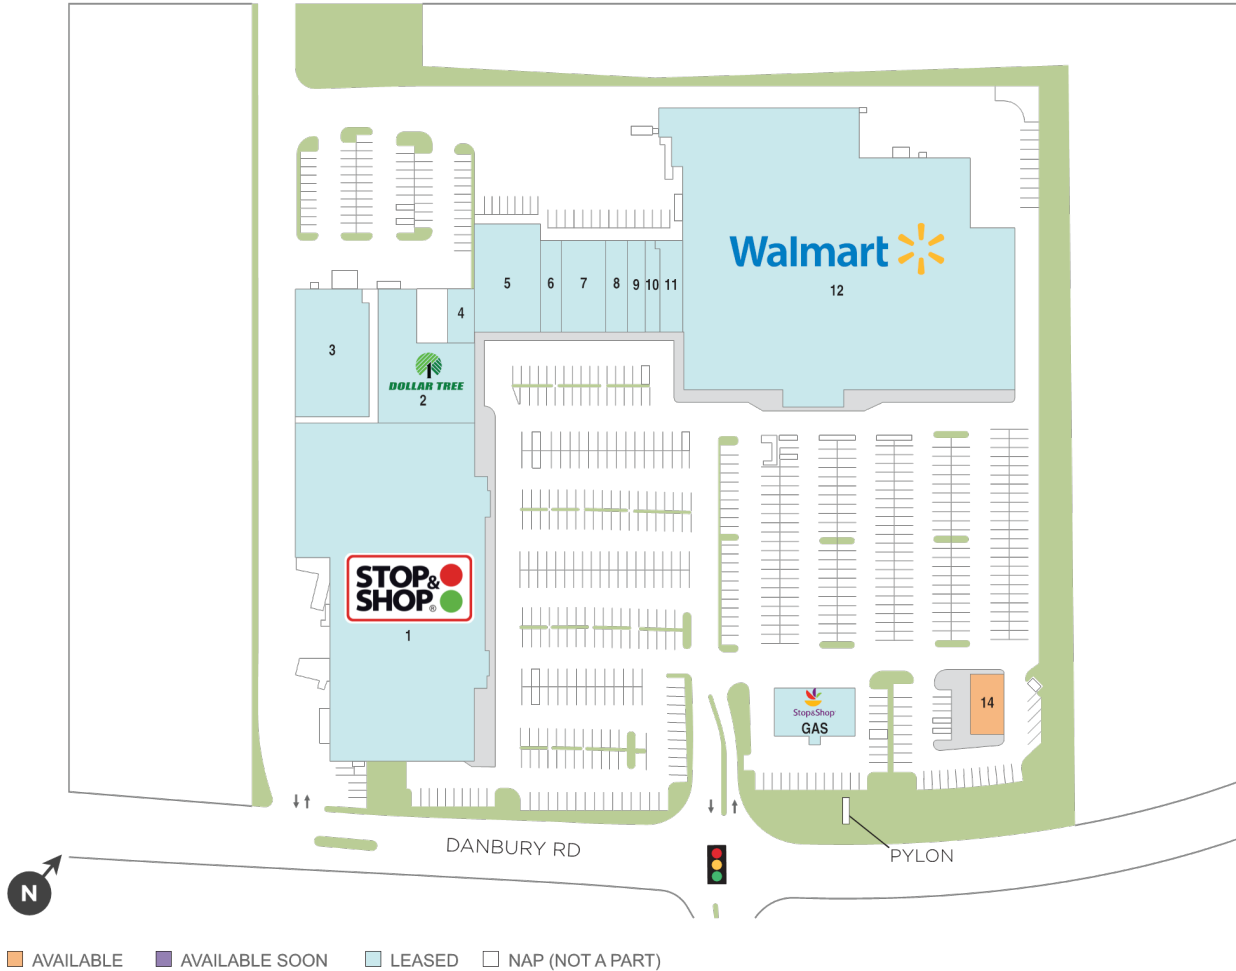 Walmart
12
5
6
7
8
9
10
11
4
3
DOLLAR TREE
2
STOP&
SHOP®
1
14
Stop&Shop
GAS
DANBURY RD
PYLON
N
AVAILABLE
AVAILABLE SOON
LEASED
NAP (NOT A PART)